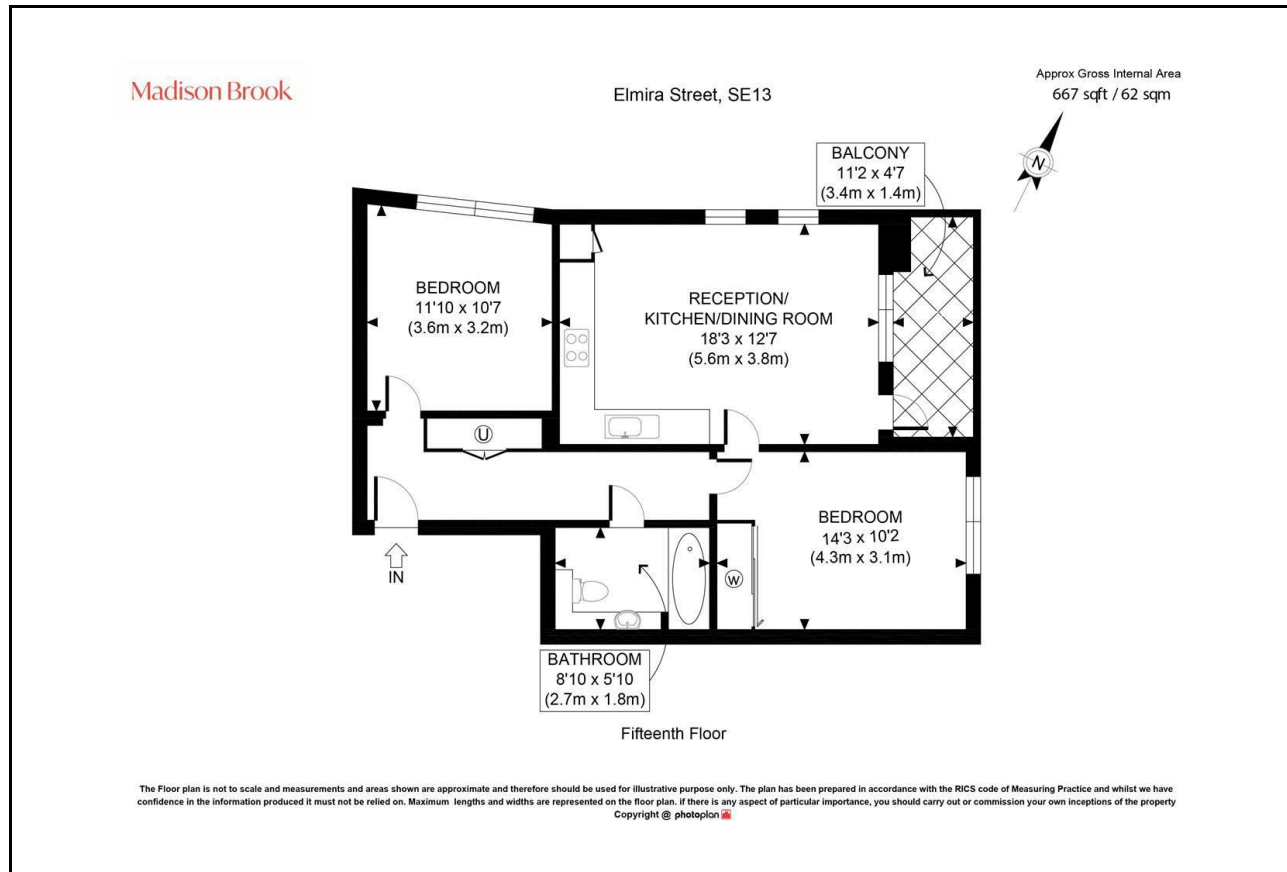 Madison Brook
Elmira Street, SE13
Approx Gross Internal Area
667 sqft / 62 sqm
N
BALCONY
11'2 x 4'7
(3.4m x 1.4m)
BEDROOM
11'10 x 10'7
(3.6m x 3.2m)
RECEPTION/
KITCHEN/DINING ROOM
18'3 x 12'7
(5.6m x 3.8m)
U
BEDROOM
14'3 x 10'2
(4.3m x 3.1m)
W
IN
BATHROOM
8'10 x 5'10
(2.7m x 1.8m)
Fifteenth Floor
The Floor plan is not to scale and measurements and areas shown are approximate and therefore should be used for illustrative purpose only. The plan has been prepared in accordance with the RICS code of Measuring Practice and whilst we have
confidence in the information produced it must not be relied on. Maximum lengths and widths are represented on the floor plan. if there is any aspect of particular importance, you should carry out or commission your own inceptions of the property
Copyright @ photoplan